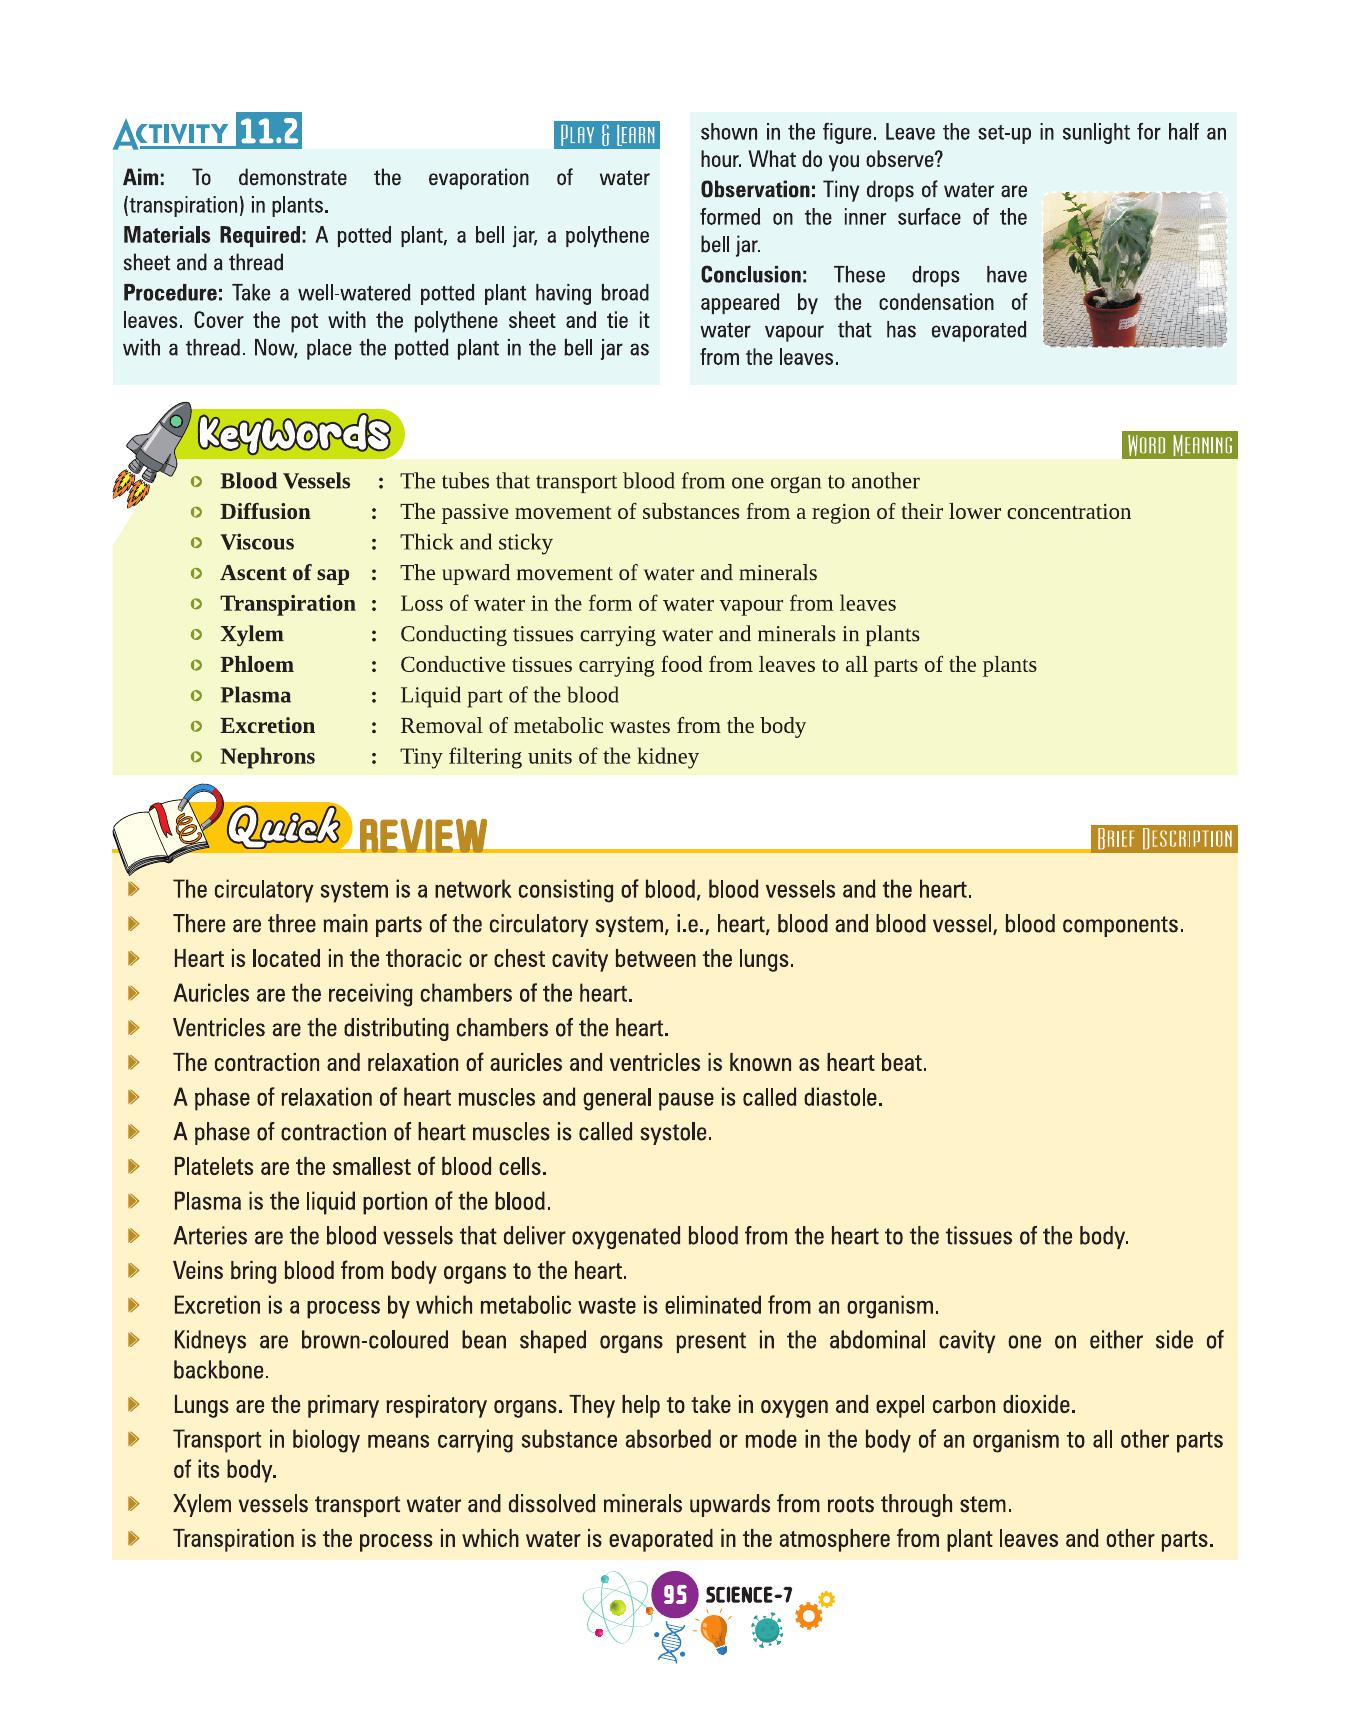 ACTIVITY 11.2
PLAY & LEARN
Aim: To demonstrate the evaporation of water
(transpiration) in plants.
Materials Required: A potted plant, a bell jar, a polythene
sheet and a thread
Procedure: Take a well-watered potted plant having broad
leaves. Cover the pot with the polythene sheet and tie it
with a thread. Now, place the potted plant in the bell jar as
shown in the figure. Leave the set-up in sunlight for half an
hour. What do you observe?
Observation: Tiny drops of water are
formed on the inner surface of the
bell jar.
Conclusion: These drops have
appeared by the condensation of
water vapour that has evaporated
from the leaves.
KeyWords
WORD MEANING
Blood Vessels : The tubes that transport blood from one organ to another
Diffusion : The passive movement of substances from a region of their lower concentration
Viscous : Thick and sticky
Ascent of sap : The upward movement of water and minerals
Transpiration : Loss of water in the form of water vapour from leaves
Xylem : Conducting tissues carrying water and minerals in plants
Phloem : Conductive tissues carrying food from leaves to all parts of the plants
Plasma : Liquid part of the blood
Excretion : Removal of metabolic wastes from the body
Nephrons : Tiny filtering units of the kidney
Quick REVIEW
BRIEF DESCRIPTION
The circulatory system is a network consisting of blood, blood vessels and the heart.
There are three main parts of the circulatory system, i.e., heart, blood and blood vessel, blood components.
Heart is located in the thoracic or chest cavity between the lungs.
Auricles are the receiving chambers of the heart.
Ventricles are the distributing chambers of the heart.
The contraction and relaxation of auricles and ventricles is known as heart beat.
A phase of relaxation of heart muscles and general pause is called diastole.
A phase of contraction of heart muscles is called systole.
Platelets are the smallest of blood cells.
Plasma is the liquid portion of the blood.
Arteries are the blood vessels that deliver oxygenated blood from the heart to the tissues of the body.
Veins bring blood from body organs to the heart.
Excretion is a process by which metabolic waste is eliminated from an organism.
Kidneys are brown-coloured bean shaped organs present in the abdominal cavity one on either side of
backbone.
Lungs are the primary respiratory organs. They help to take in oxygen and expel carbon dioxide.
Transport in biology means carrying substance absorbed or mode in the body of an organism to all other parts
of its body.
Xylem vessels transport water and dissolved minerals upwards from roots through stem.
Transpiration is the process in which water is evaporated in the atmosphere from plant leaves and other parts.
95 SCIENCE-7